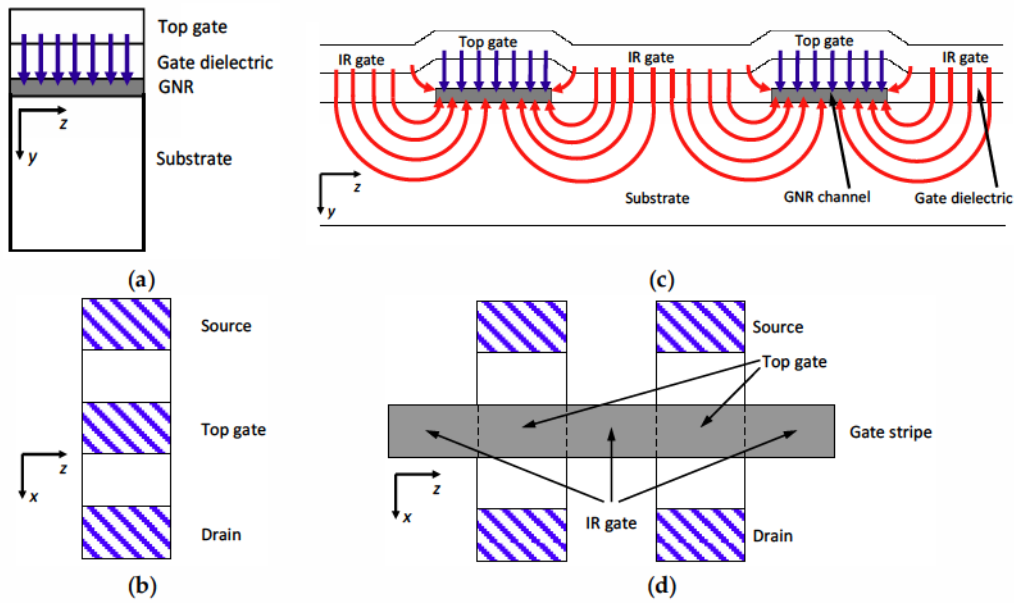 Top gate
Gate dielectric
GNR
z
y
Substrate
(a)
IR gate
Top gate
IR gate
Top gate
IR gate
z
y
Substrate
GNR channel
Gate dielectric
(c)
Source
Top gate
z
x
Drain
(b)
Source
Top gate
Gate stripe
z
x
IR gate
Drain
(d)